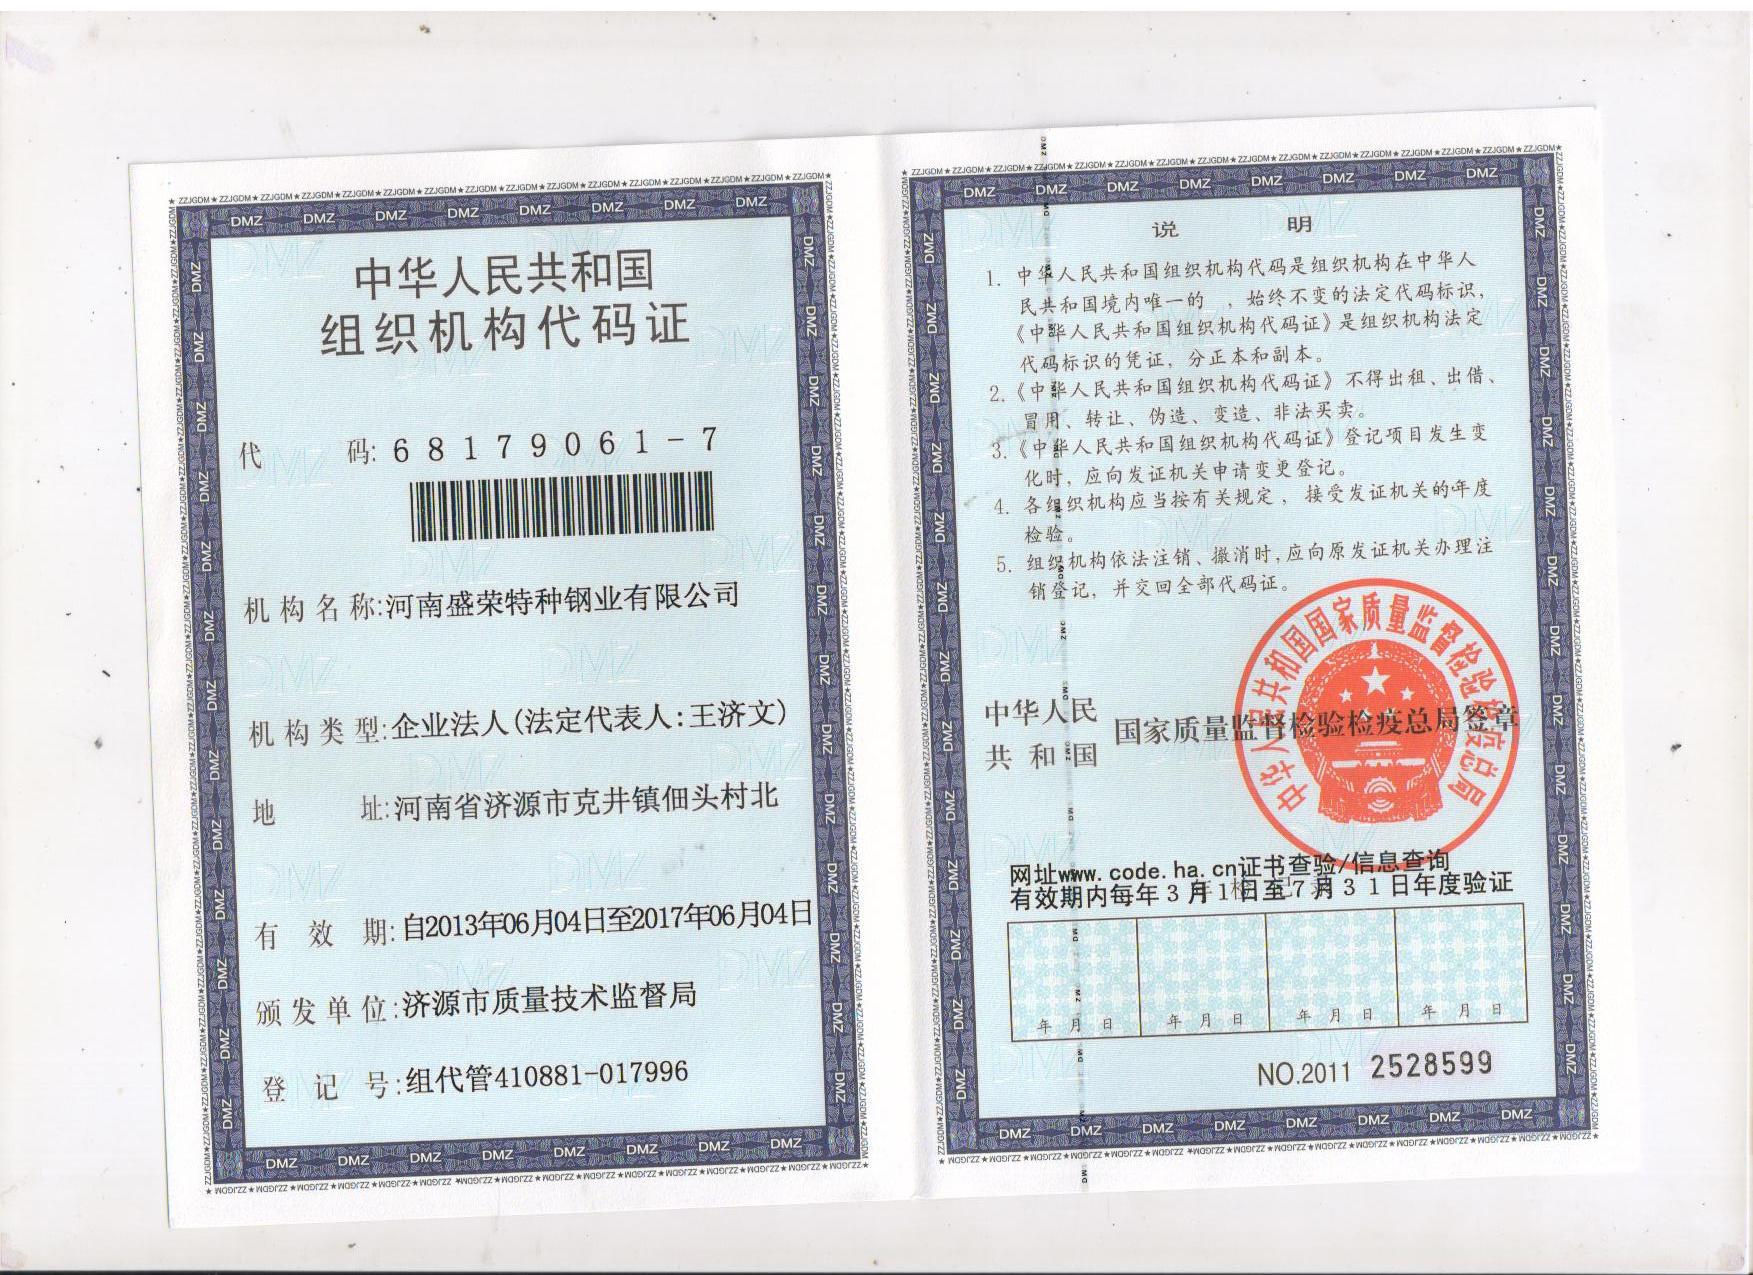 中华人民共和国
组织机构代码证
代 码:68179061-7
机构名称:河南盛荣特种钢业有限公司
机构类型:企业法人(法定代表人:王济文)
地 址:河南省济源市克井镇佃头村北
有 效 期:自2013年06月04日至2017年06月04日
颁发单位:济源市质量技术监督局
登 记 号:组代管410881-017996
说 明
1. 中华人民共和国组织机构代码是组织机构在中华人
民共和国境内唯一的 ，始终不变的法定代码标识，
《中华人民共和国组织机构代码证》是组织机构法定
代码标识的凭证，分正本和副本。
2.《中华人民共和国组织机构代码证》不得出租、出借、
冒用、转让、伪造、变造、非法买卖。
3.《中华人民共和国组织机构代码证》登记项目发生变
化时，应向发证机关申请变更登记。
4. 各组织机构应当按有关规定，接受发证机关的年度
检验。
5. 组织机构依法注销、撤消时，应向原发证机关办理注
销登记，并交回全部代码证。
中华人民
共和国
国家质量监督检验检疫总局签章
中华人民共和国国家质量监督检验检疫总局
网址www.code.ha.cn证书查验/信息查询
有效期内每年3月1日至7月31日年度验证
年 月 日 年 月 日 年 月 日 年 月 日
NO.2011 2528599
DMZ
ZZJGDM★ZZJGDM